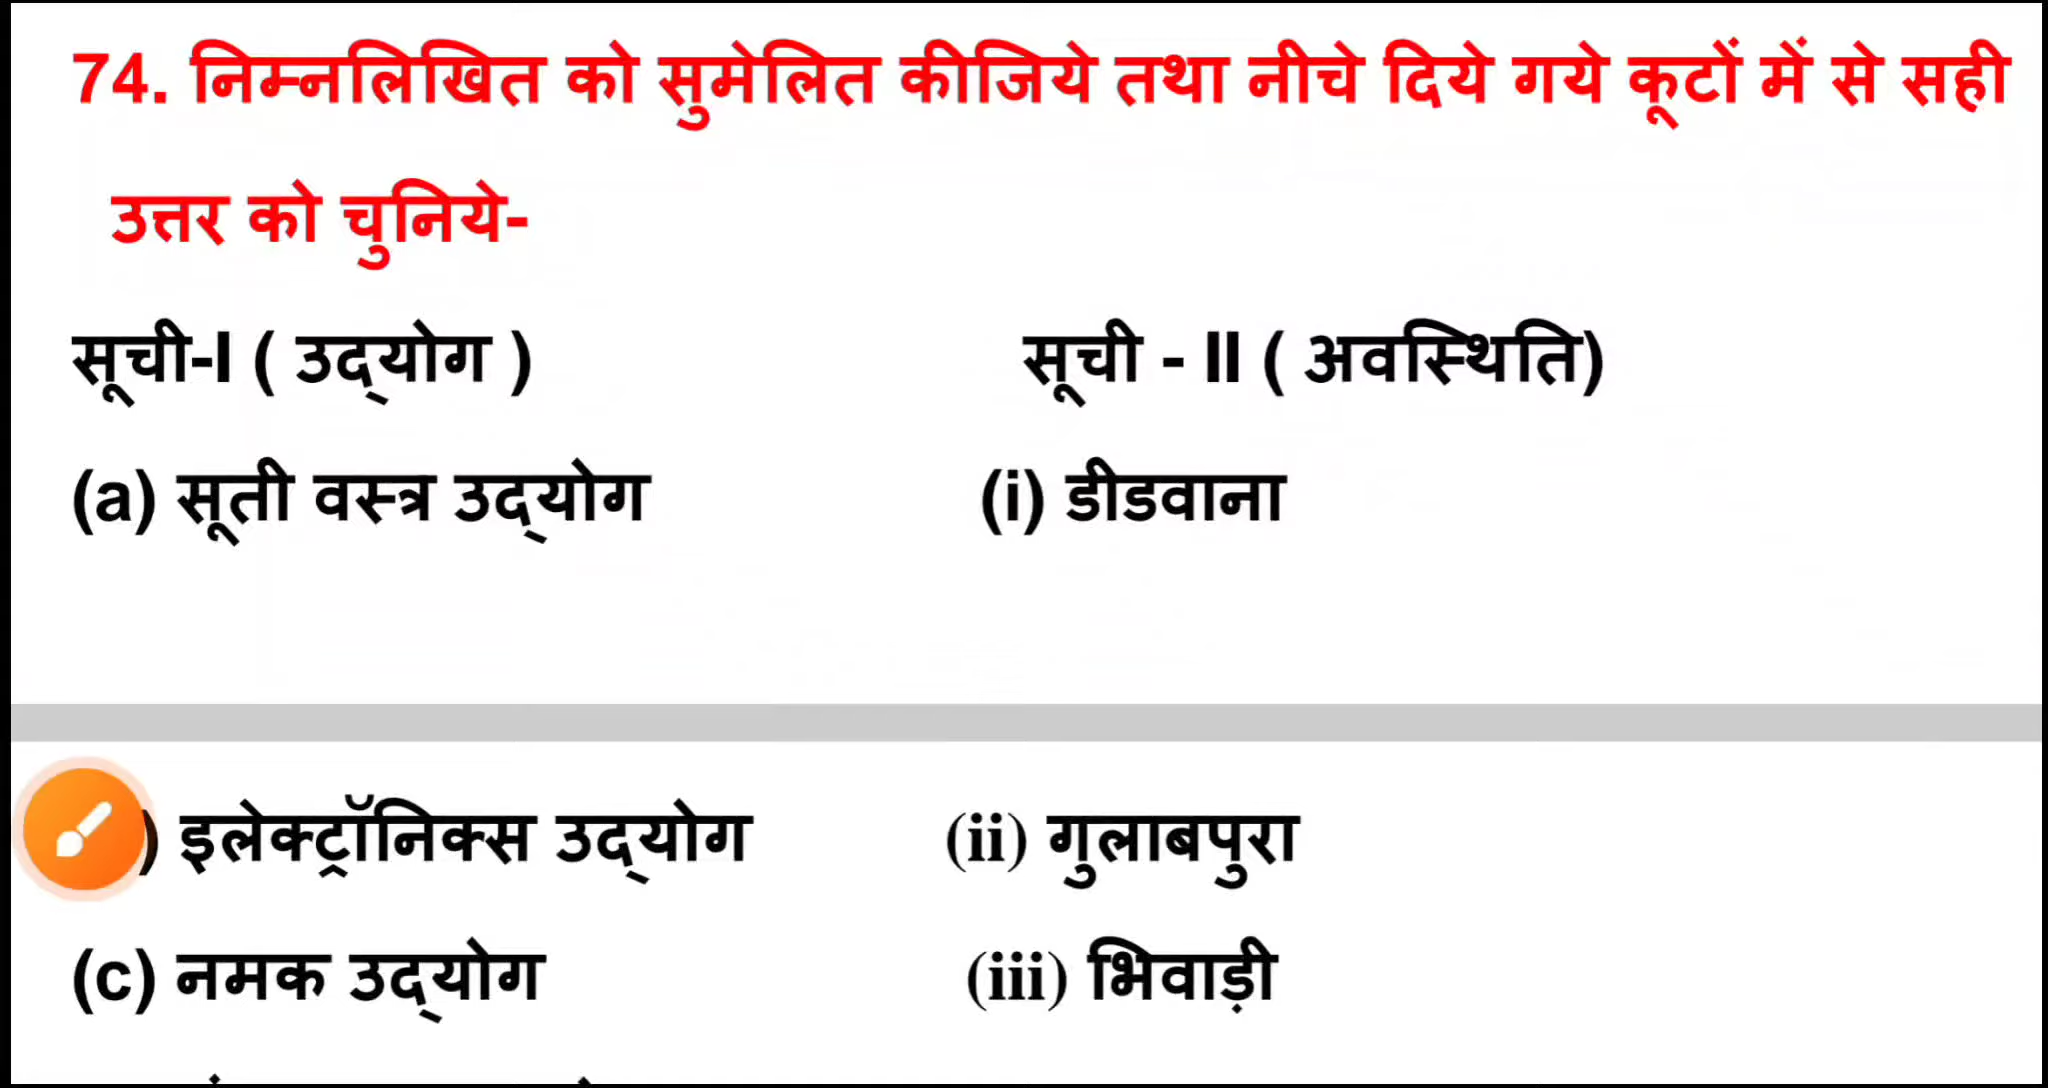 74. निम्नलिखित को सुमेलित कीजिये तथा नीचे दिये गये कूटों में से सही
उत्तर को चुनिये-
सूची-I ( उद्योग ) सूची - II ( अवस्थिति)
(a) सूती वस्त्र उद्योग (i) डीडवाना
) इलेक्ट्रॉनिक्स उद्योग (ii) गुलाबपुरा
(c) नमक उद्योग (iii) भिवाड़ी